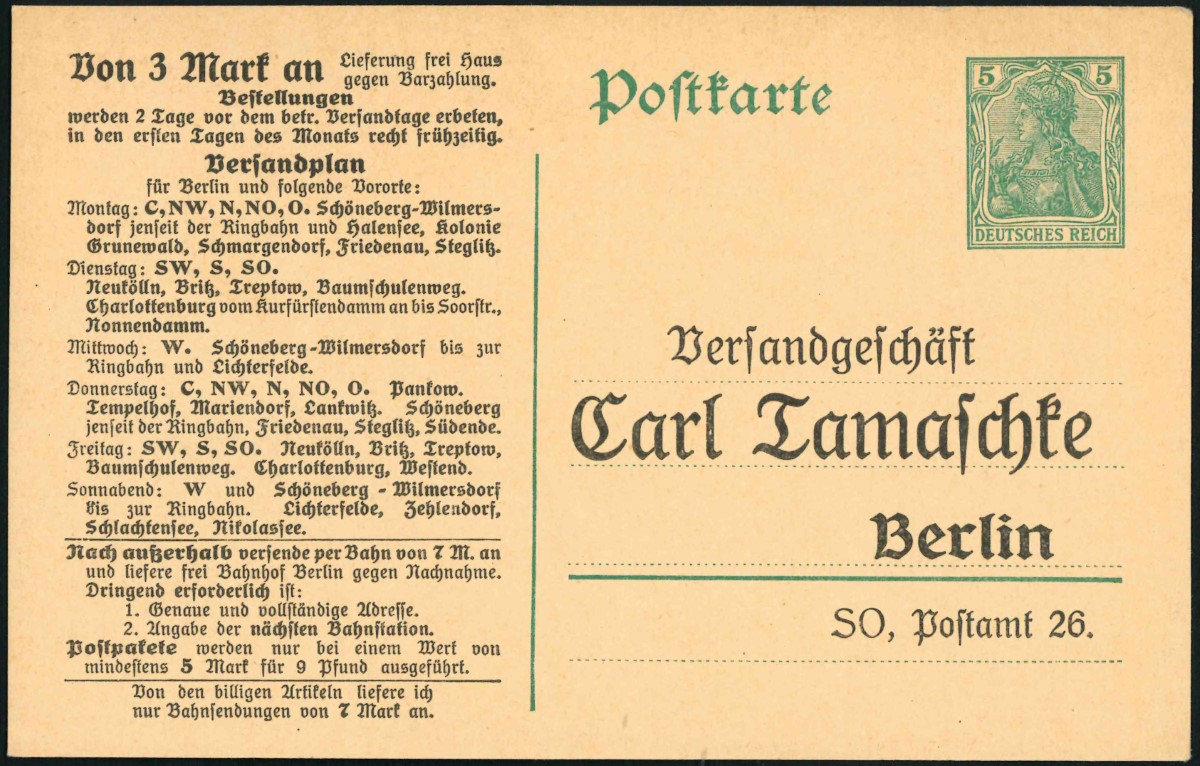 Von 3 Mark an Lieferung frei Haus
gegen Barzahlung.
Bestellungen
werden 2 Tage vor dem betr. Versandtage erbeten,
in den ersten Tagen des Monats recht frühzeitig.
Versandplan
für Berlin und folgende Vororte:
Montag: C, NW, N, NO, O. Schöneberg-Wilmers-
dorf jenseit der Ringbahn und Halensee, Kolonie
Grunewald, Schmargendorf, Friedenau, Steglitz.
Dienstag: SW, S, SO.
Neukölln, Britz, Treptow, Baumschulenweg.
Charlottenburg vom Kurfürstendamm an bis Soorstr.,
Nonnendamm.
Mittwoch: W. Schöneberg-Wilmersdorf bis zur
Ringbahn und Lichterfelde.
Donnerstag: C, NW, N, NO, O. Pankow.
Tempelhof, Mariendorf, Lankwitz. Schöneberg
jenseit der Ringbahn, Friedenau, Steglitz, Südende.
Freitag: SW, S, SO. Neukölln, Britz, Treptow,
Baumschulenweg. Charlottenburg, Westend.
Sonnabend: W und Schöneberg-Wilmersdorf
bis zur Ringbahn. Lichterfelde, Zehlendorf,
Schlachtensee, Nikolassee.
Nach außerhalb versende per Bahn von 7 M. an
und liefere frei Bahnhof Berlin gegen Nachnahme.
Dringend erforderlich ist:
1. Genaue und vollständige Adresse.
2. Angabe der nächsten Bahnstation.
Postpakete werden nur bei einem Wert von
mindestens 5 Mark für 9 Pfund ausgeführt.
Von den billigen Artikeln liefere ich
nur Bahnsendungen von 7 Mark an.
Postkarte
5 5
DEUTSCHES REICH
Versandgeschäft
Carl Tamaschke
Berlin
SO, Postamt 26.